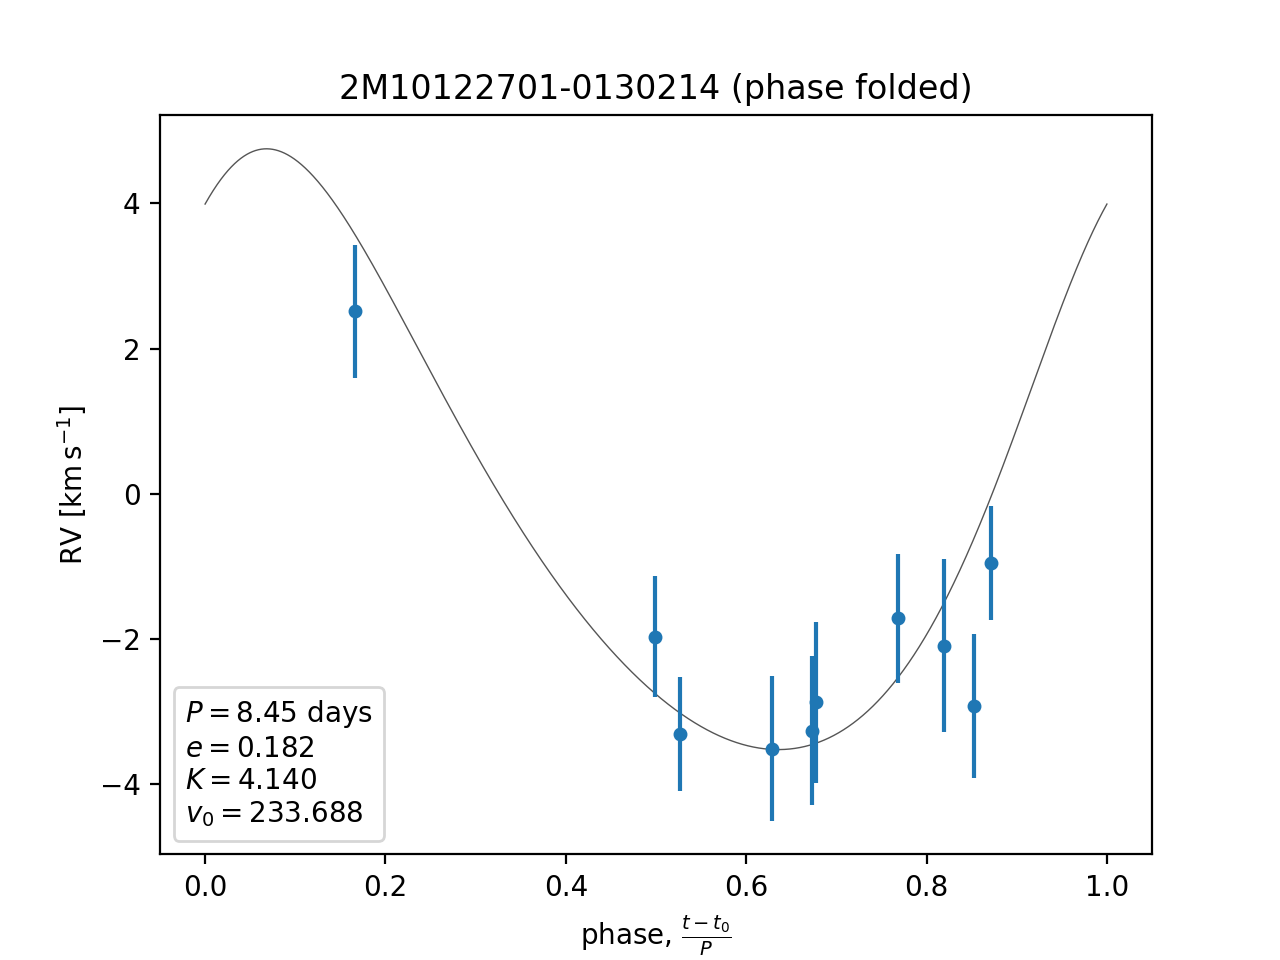 2M10122701-0130214 (phase folded)
4
2
0
−2
−4
RV [km s⁻¹]
P = 8.45 days
e = 0.182
K = 4.140
v₀ = 233.688
0.0 0.2 0.4 0.6 0.8 1.0
phase, (t − t₀)/P